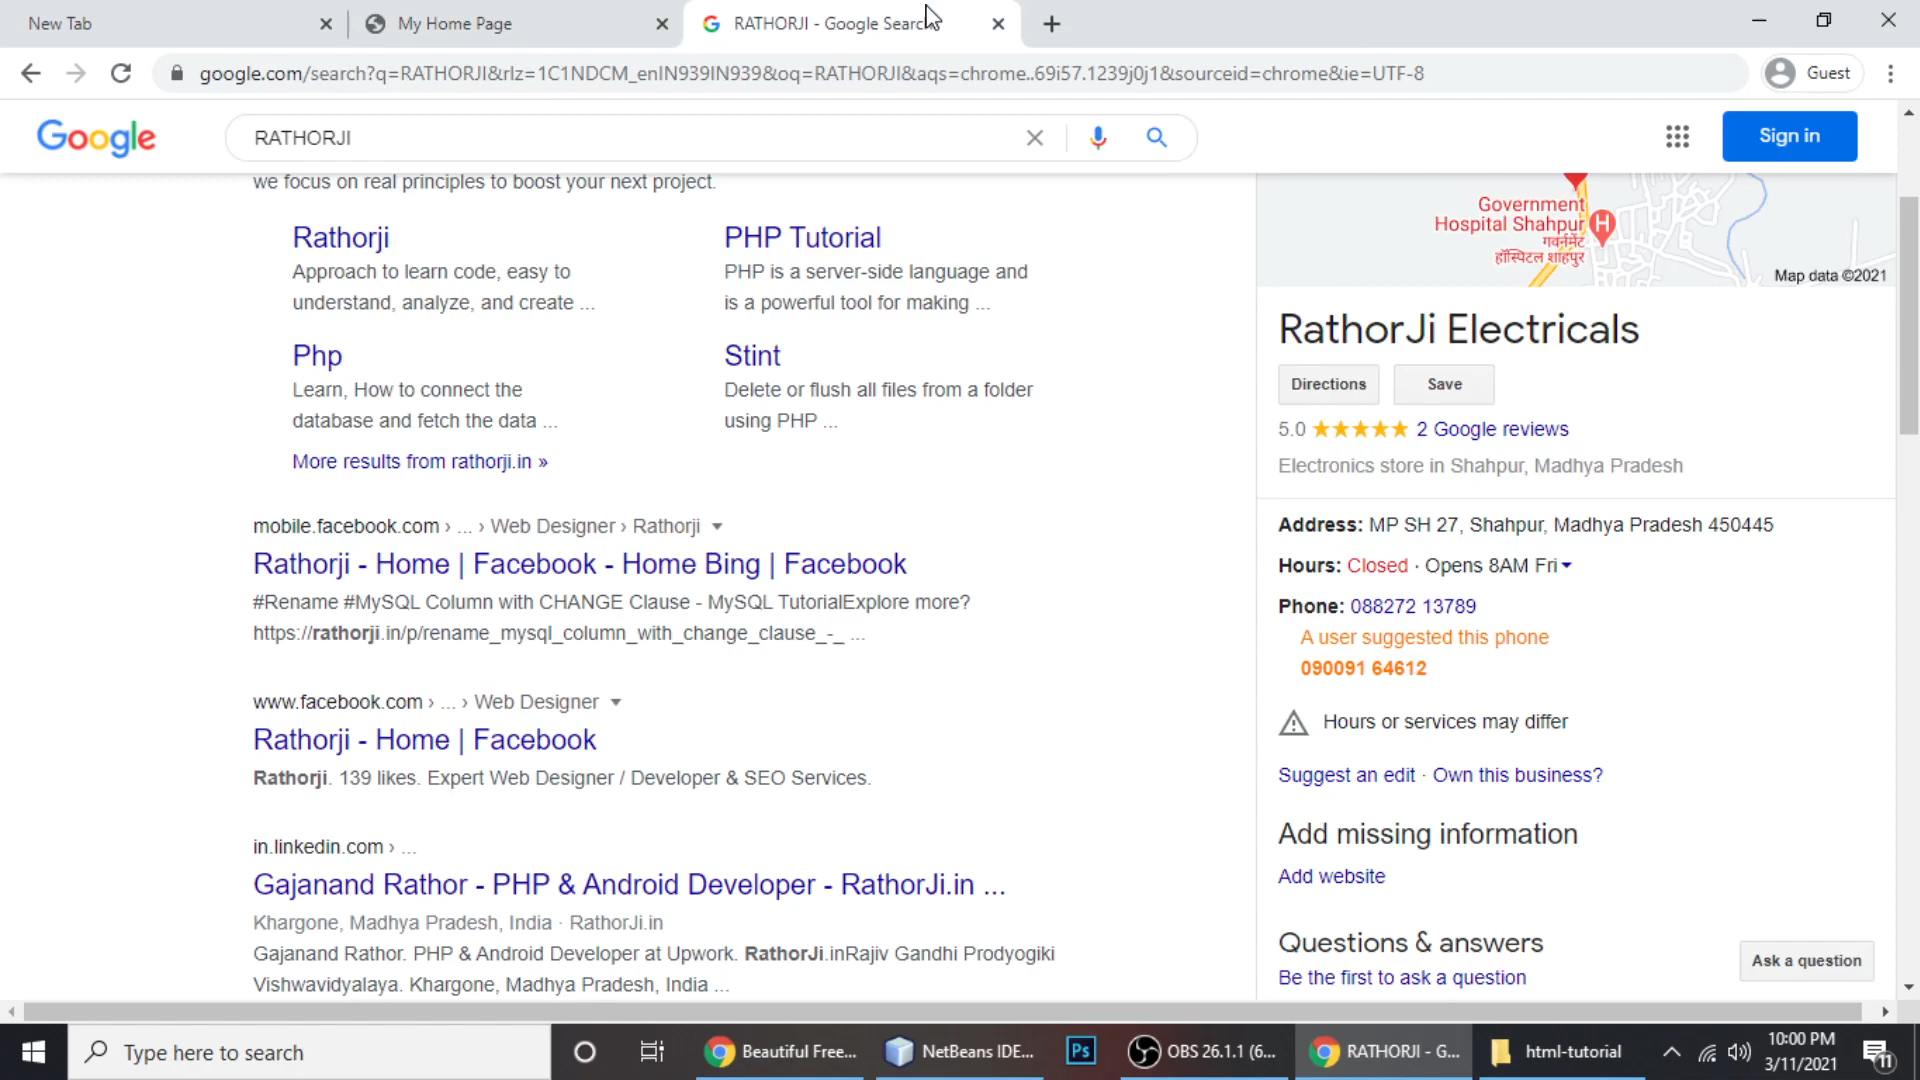 New Tab
My Home Page
RATHORJI - Google Search
google.com/search?q=RATHORJI&rlz=1C1NDCM_enIN939IN939&oq=RATHORJI&aqs=chrome..69i57.1239j0j1&sourceid=chrome&ie=UTF-8
Guest
Google
RATHORJI
Sign in
we focus on real principles to boost your next project.
Rathorji
Approach to learn code, easy to
understand, analyze, and create ...
PHP Tutorial
PHP is a server-side language and
is a powerful tool for making ...
Php
Learn, How to connect the
database and fetch the data ...
Stint
Delete or flush all files from a folder
using PHP ...
More results from rathorji.in »
mobile.facebook.com › ... › Web Designer › Rathorji
Rathorji - Home | Facebook - Home Bing | Facebook
#Rename #MySQL Column with CHANGE Clause - MySQL TutorialExplore more?
https://rathorji.in/p/rename_mysql_column_with_change_clause_-_ ...
www.facebook.com › ... › Web Designer
Rathorji - Home | Facebook
Rathorji. 139 likes. Expert Web Designer / Developer & SEO Services.
in.linkedin.com › ...
Gajanand Rathor - PHP & Android Developer - RathorJi.in ...
Khargone, Madhya Pradesh, India · RathorJi.in
Gajanand Rathor. PHP & Android Developer at Upwork. RathorJi.inRajiv Gandhi Prodyogiki
Vishwavidyalaya. Khargone, Madhya Pradesh, India ...
Government
Hospital Shahpur
H
गवर्नमेंट
हॉस्पिटल शाहपुर
Map data ©2021
RathorJi Electricals
Directions
Save
5.0 ★★★★★ 2 Google reviews
Electronics store in Shahpur, Madhya Pradesh
Address: MP SH 27, Shahpur, Madhya Pradesh 450445
Hours: Closed · Opens 8AM Fri
Phone: 088272 13789
A user suggested this phone
090091 64612
Hours or services may differ
Suggest an edit · Own this business?
Add missing information
Add website
Questions & answers
Be the first to ask a question
Ask a question
Type here to search
Beautiful Free...
NetBeans IDE...
Ps
OBS 26.1.1 (6...
RATHORJI - G...
html-tutorial
10:00 PM
3/11/2021
11